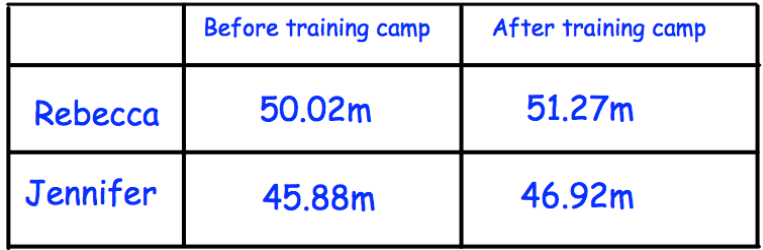 Before training camp After training camp
Rebecca 50.02m 51.27m
Jennifer 45.88m 46.92m